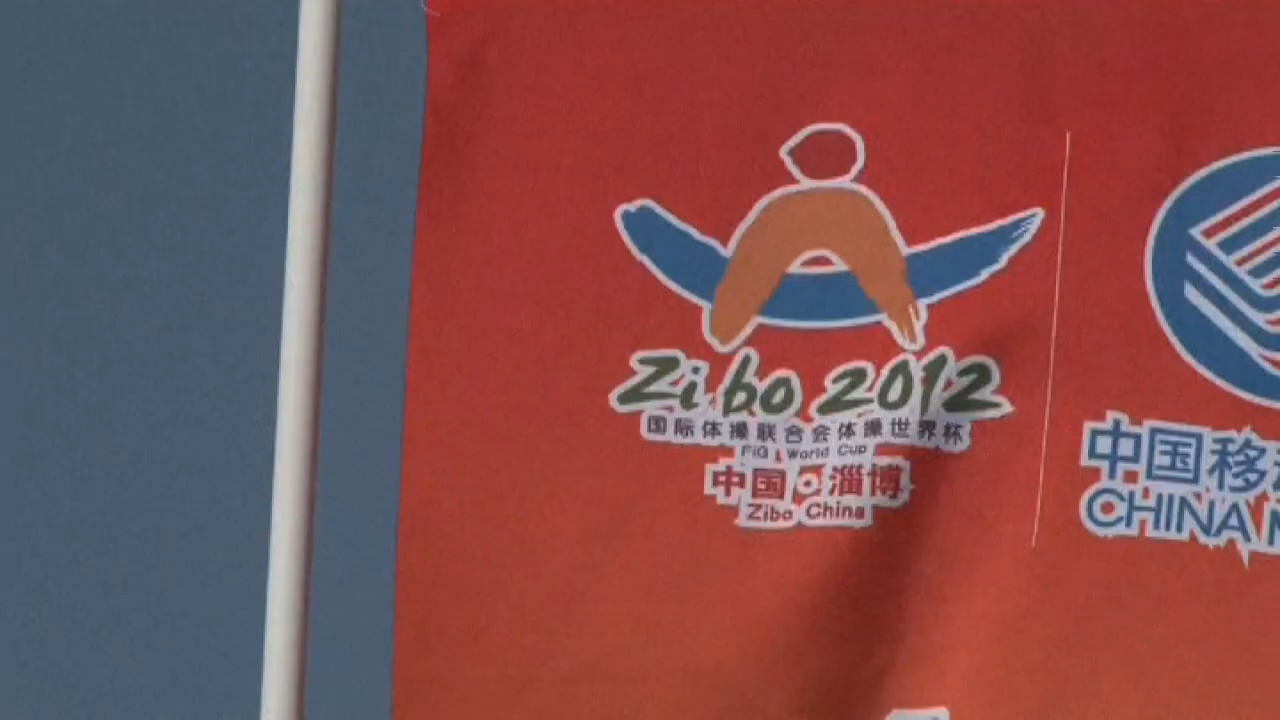 Zibo 2012
国际体操联合会体操世界杯
FIG World Cup
中国 淄博
Zibo China
中国移
CHINA